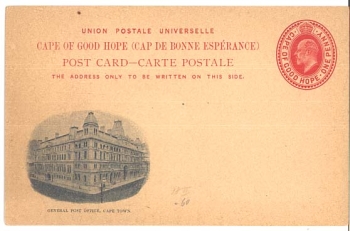 UNION POSTALE UNIVERSELLE
CAPE OF GOOD HOPE (CAP DE BONNE ESPÉRANCE)
POST CARD—CARTE POSTALE
THE ADDRESS ONLY TO BE WRITTEN ON THIS SIDE.
CAPE OF GOOD HOPE · ONE PENNY
GENERAL POST OFFICE, CAPE TOWN.